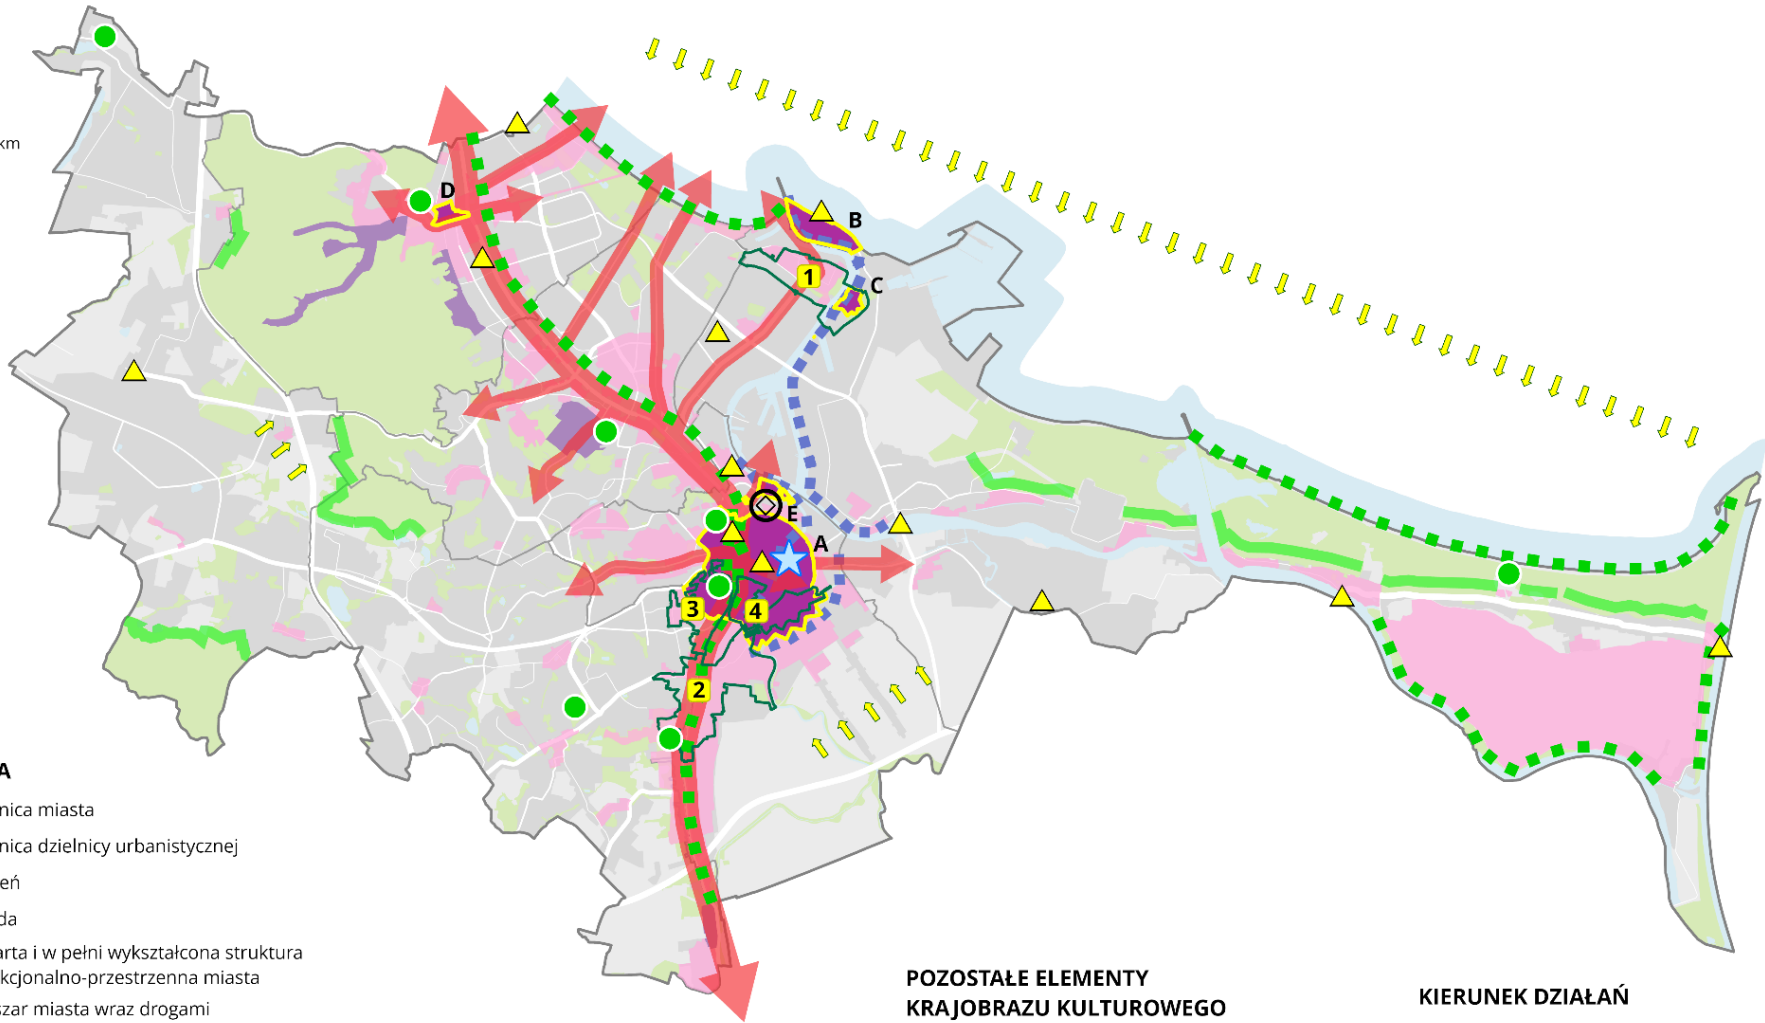 km
D
B
1
C
E
A
3
4
2
A
nica miasta
nica dzielnicy urbanistycznej
eń
da
arta i w pełni wykształcona struktura
kcjonalno-przestrzenna miasta
szar miasta wraz drogami
POZOSTAŁE ELEMENTY
KRAJOBRAZU KULTUROWEGO
KIERUNEK DZIAŁAŃ